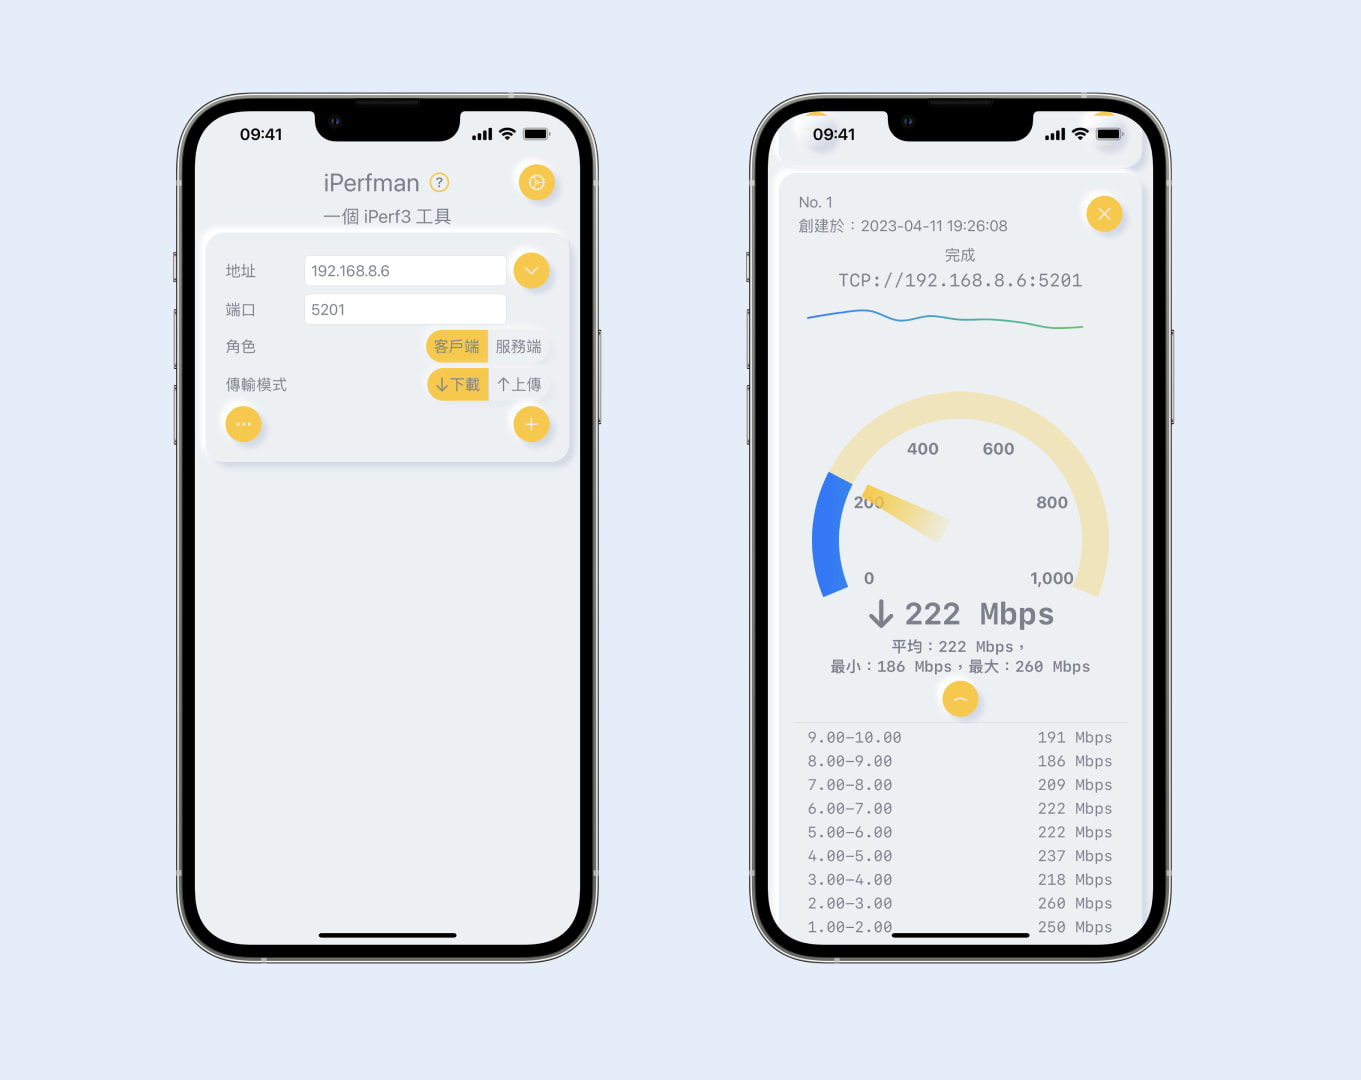 09:41
iPerfman ?
一個 iPerf3 工具
地址 192.168.8.6
端口 5201
角色 客戶端 服務端
傳輸模式 ↓下載 ↑上傳
09:41
No. 1
創建於：2023-04-11 19:26:08
完成
TCP://192.168.8.6:5201
400 600
200 800
0 1,000
↓ 222 Mbps
平均：222 Mbps，
最小：186 Mbps，最大：260 Mbps
9.00-10.00 191 Mbps
8.00-9.00 186 Mbps
7.00-8.00 209 Mbps
6.00-7.00 222 Mbps
5.00-6.00 222 Mbps
4.00-5.00 237 Mbps
3.00-4.00 218 Mbps
2.00-3.00 260 Mbps
1.00-2.00 250 Mbps